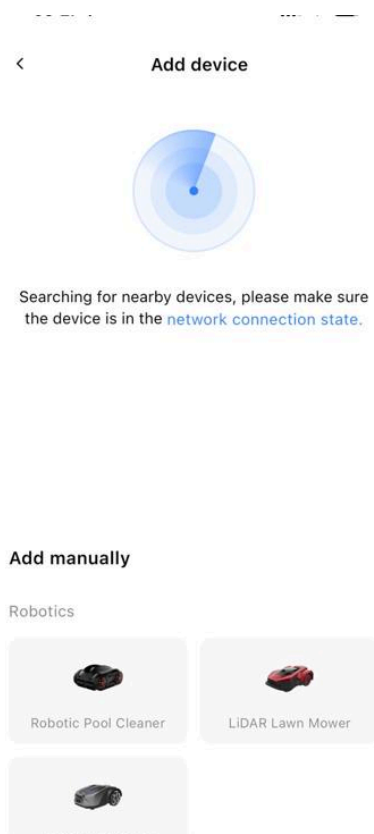 Add device
Searching for nearby devices, please make sure
the device is in the network connection state.
Add manually
Robotics
Robotic Pool Cleaner
LiDAR Lawn Mower